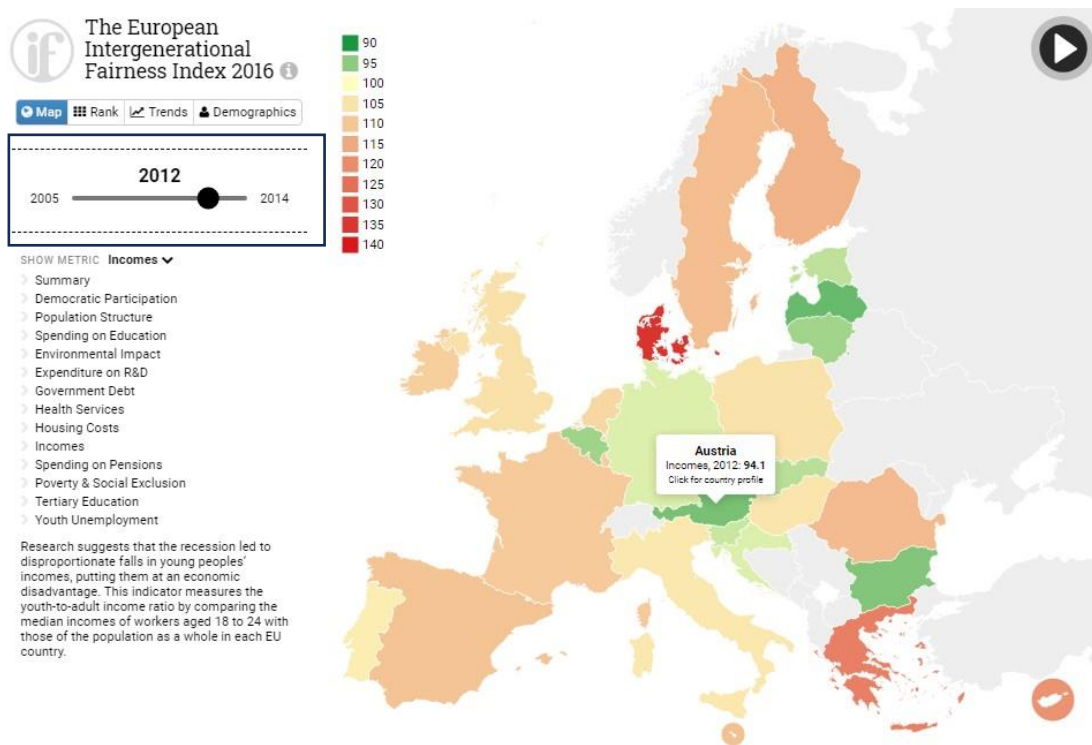 if
The European
Intergenerational
Fairness Index 2016 i
Map Rank Trends Demographics
2012
2005 2014
SHOW METRIC Incomes
Summary
Democratic Participation
Population Structure
Spending on Education
Environmental Impact
Expenditure on R&D
Government Debt
Health Services
Housing Costs
Incomes
Spending on Pensions
Poverty & Social Exclusion
Tertiary Education
Youth Unemployment
Research suggests that the recession led to
disproportionate falls in young peoples'
incomes, putting them at an economic
disadvantage. This indicator measures the
youth-to-adult income ratio by comparing the
median incomes of workers aged 18 to 24 with
those of the population as a whole in each EU
country.
90
95
100
105
110
115
120
125
130
135
140
Austria
Incomes, 2012: 94.1
Click for country profile